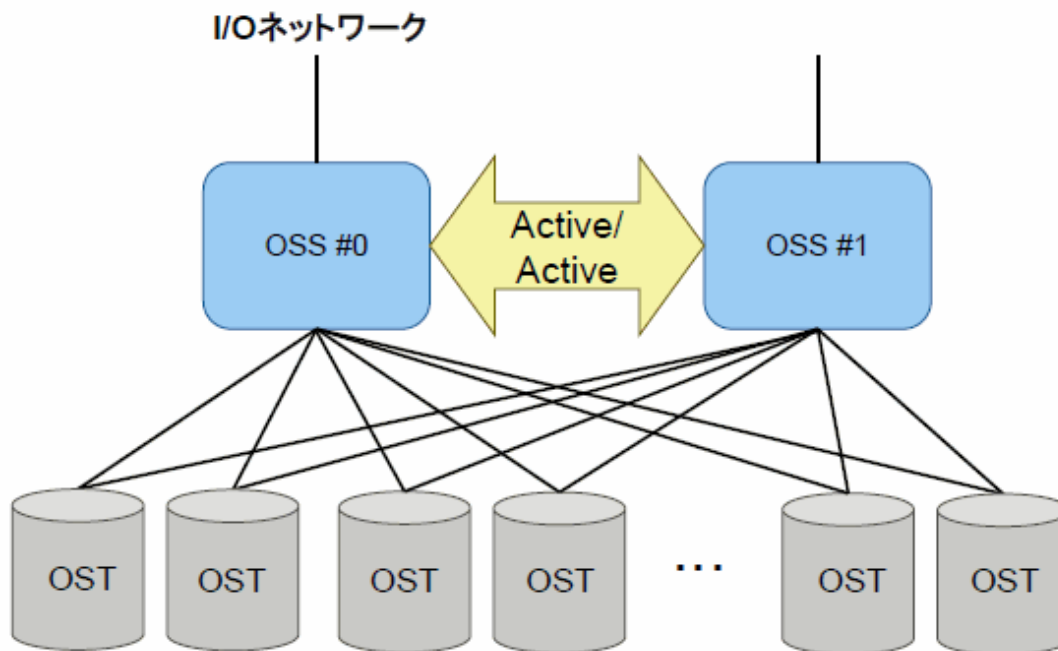 I/Oネットワーク
OSS #0
Active/
Active
OSS #1
OST
OST
OST
OST
...
OST
OST